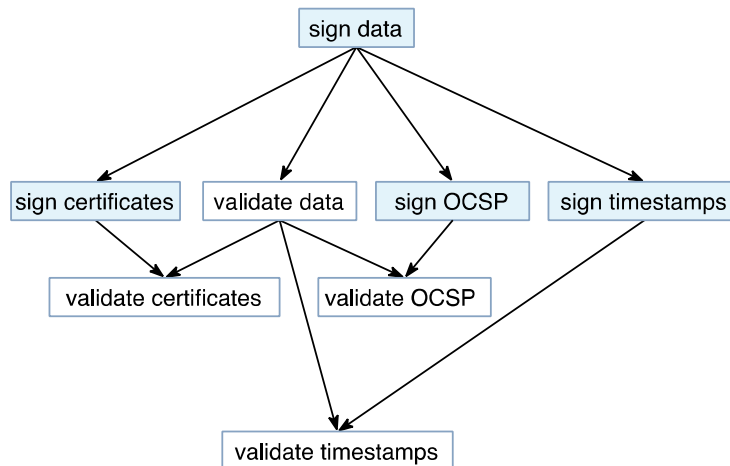 sign data
sign certificates
validate data
sign OCSP
sign timestamps
validate certificates
validate OCSP
validate timestamps